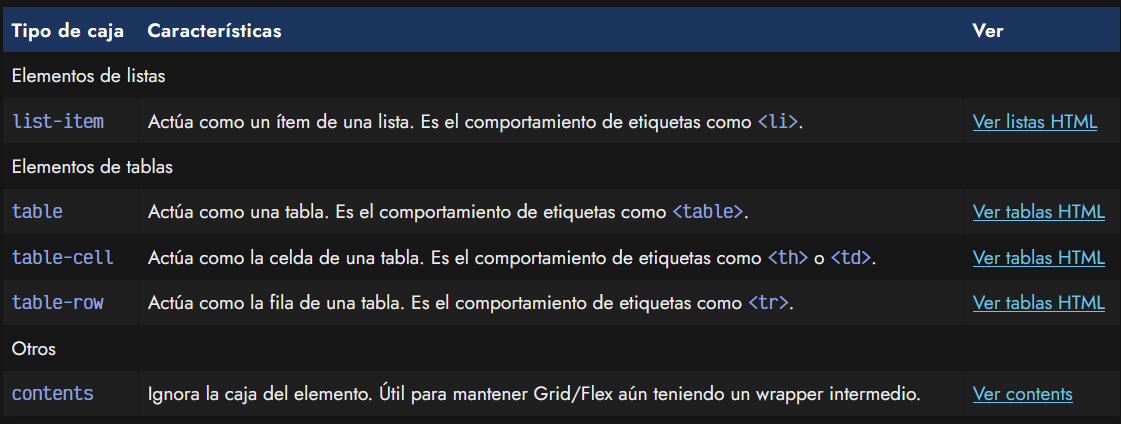 Tipo de caja Características Ver
Elementos de listas
list-item Actúa como un ítem de una lista. Es el comportamiento de etiquetas como <li>. Ver listas HTML
Elementos de tablas
table Actúa como una tabla. Es el comportamiento de etiquetas como <table>. Ver tablas HTML
table-cell Actúa como la celda de una tabla. Es el comportamiento de etiquetas como <th> o <td>. Ver tablas HTML
table-row Actúa como la fila de una tabla. Es el comportamiento de etiquetas como <tr>. Ver tablas HTML
Otros
contents Ignora la caja del elemento. Útil para mantener Grid/Flex aún teniendo un wrapper intermedio. Ver contents